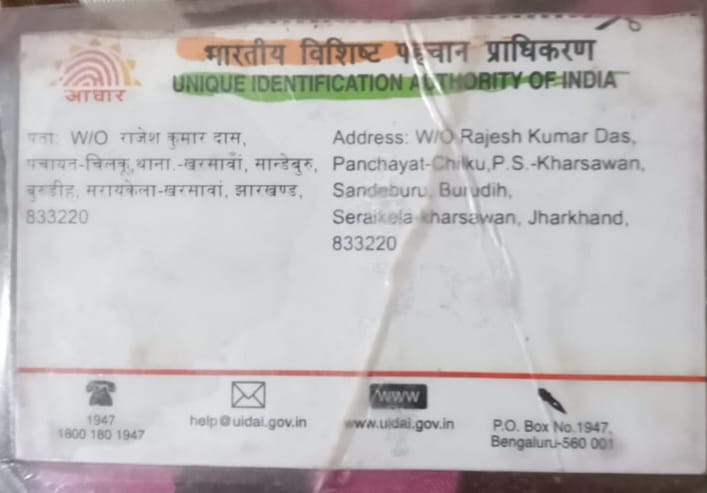 भारतीय विशिष्ट पहचान प्राधिकरण
UNIQUE IDENTIFICATION AUTHORITY OF INDIA
आधार
पता: W/O राजेश कुमार दास,
पंचायत-चिलकू,थाना.-खरसावाँ, सान्डेबुरु,
बुरुडीह, सरायकेला-खरसावां, झारखण्ड,
833220
Address: W/O Rajesh Kumar Das,
Panchayat-Chilku,P.S.-Kharsawan,
Sandeburu, Burudih,
Seraikela-kharsawan, Jharkhand,
833220
1947
1800 180 1947
help@uidai.gov.in
www
www.uidai.gov.in
P.O. Box No.1947,
Bengaluru-560 001